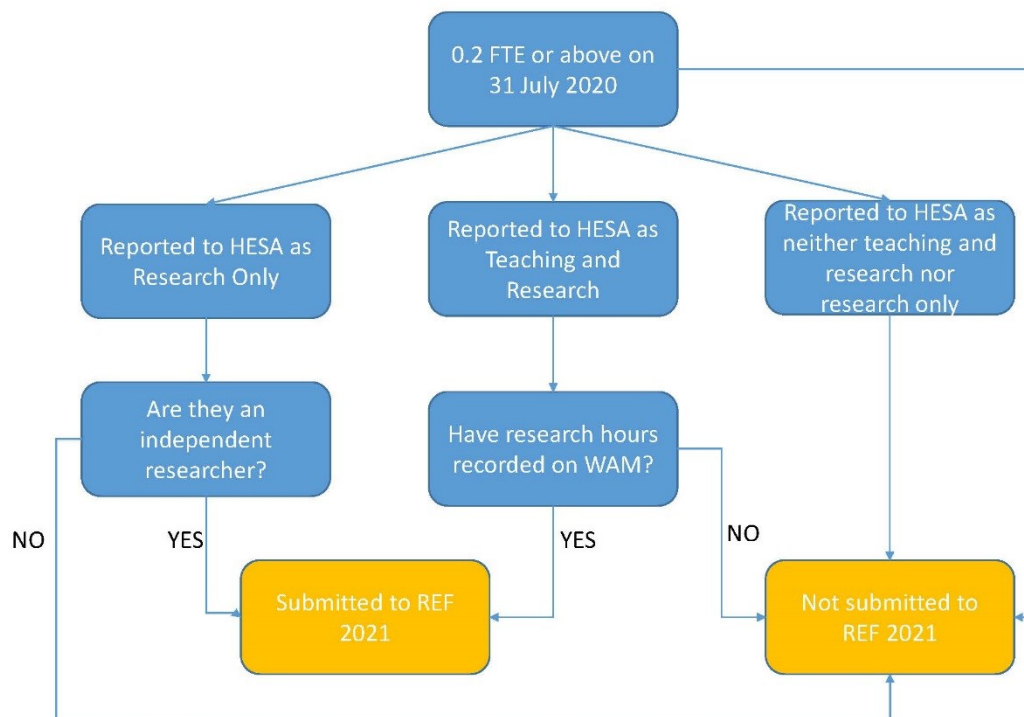 0.2 FTE or above on
31 July 2020
Reported to HESA as
Research Only
Reported to HESA as
Teaching and
Research
Reported to HESA as
neither teaching and
research nor
research only
Are they an
independent
researcher?
Have research hours
recorded on WAM?
NO
YES
YES
NO
Submitted to REF
2021
Not submitted to
REF 2021